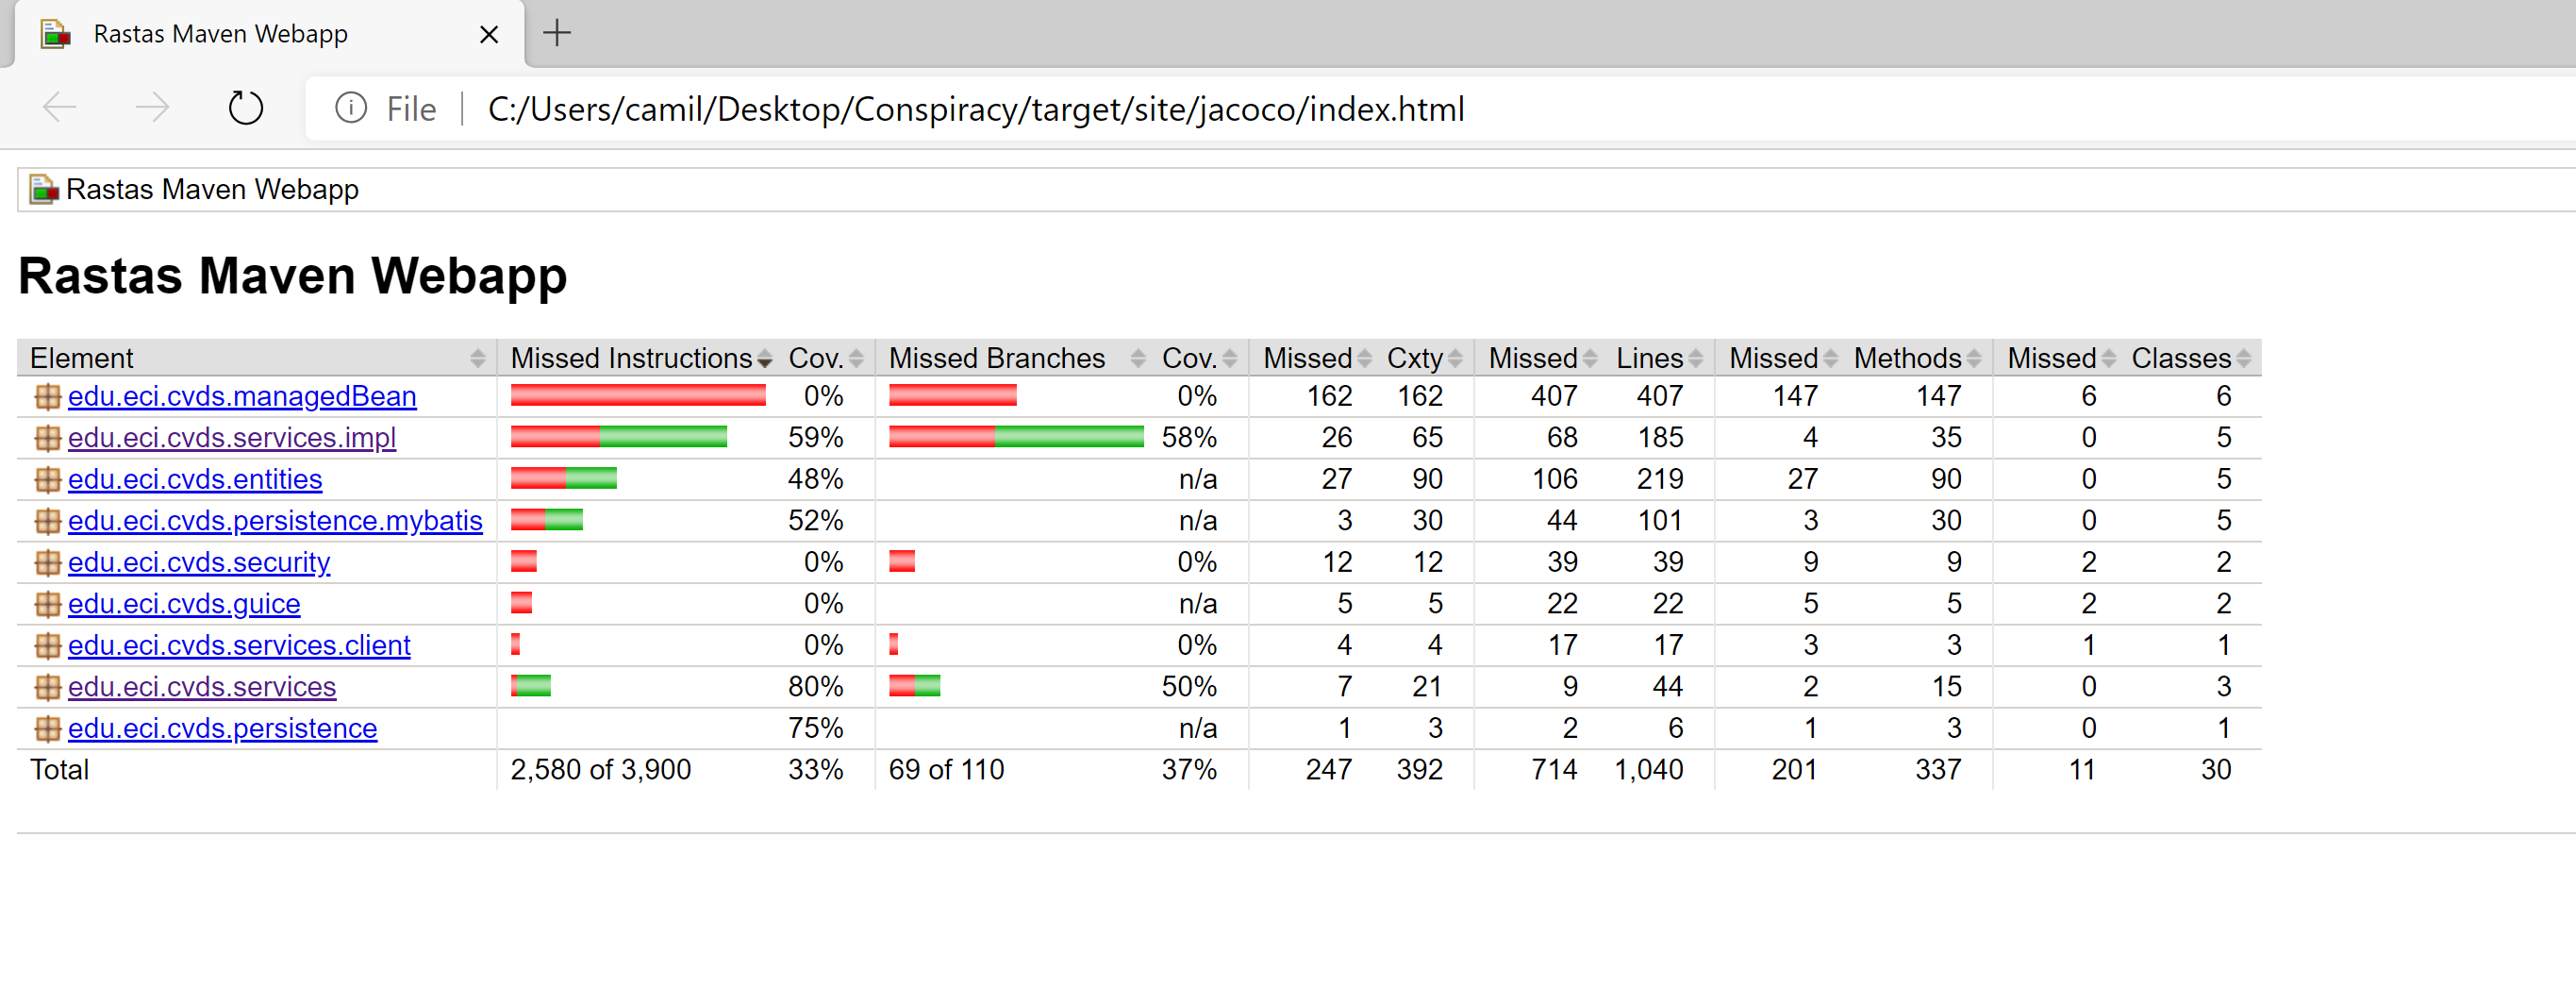 Rastas Maven Webapp
File C:/Users/camil/Desktop/Conspiracy/target/site/jacoco/index.html
Rastas Maven Webapp
Rastas Maven Webapp
Element Missed Instructions Cov. Missed Branches Cov. Missed Cxty Missed Lines Missed Methods Missed Classes
edu.eci.cvds.managedBean 0% 0% 162 162 407 407 147 147 6 6
edu.eci.cvds.services.impl 59% 58% 26 65 68 185 4 35 0 5
edu.eci.cvds.entities 48% n/a 27 90 106 219 27 90 0 5
edu.eci.cvds.persistence.mybatis 52% n/a 3 30 44 101 3 30 0 5
edu.eci.cvds.security 0% 0% 12 12 39 39 9 9 2 2
edu.eci.cvds.guice 0% n/a 5 5 22 22 5 5 2 2
edu.eci.cvds.services.client 0% 0% 4 4 17 17 3 3 1 1
edu.eci.cvds.services 80% 50% 7 21 9 44 2 15 0 3
edu.eci.cvds.persistence 75% n/a 1 3 2 6 1 3 0 1
Total 2,580 of 3,900 33% 69 of 110 37% 247 392 714 1,040 201 337 11 30